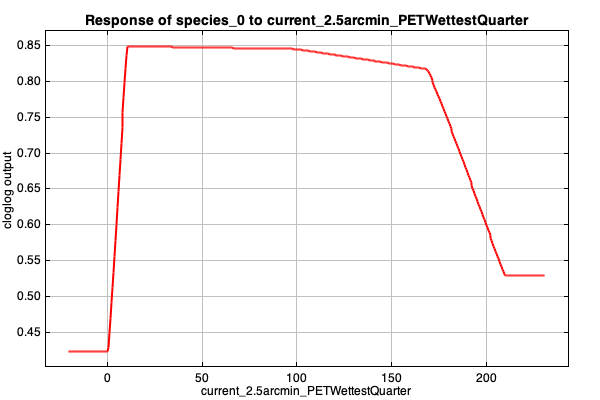 Response of species_0 to current_2.5arcmin_PETWettestQuarter
cloglog output
0.85
0.80
0.75
0.70
0.65
0.60
0.55
0.50
0.45
0 50 100 150 200
current_2.5arcmin_PETWettestQuarter